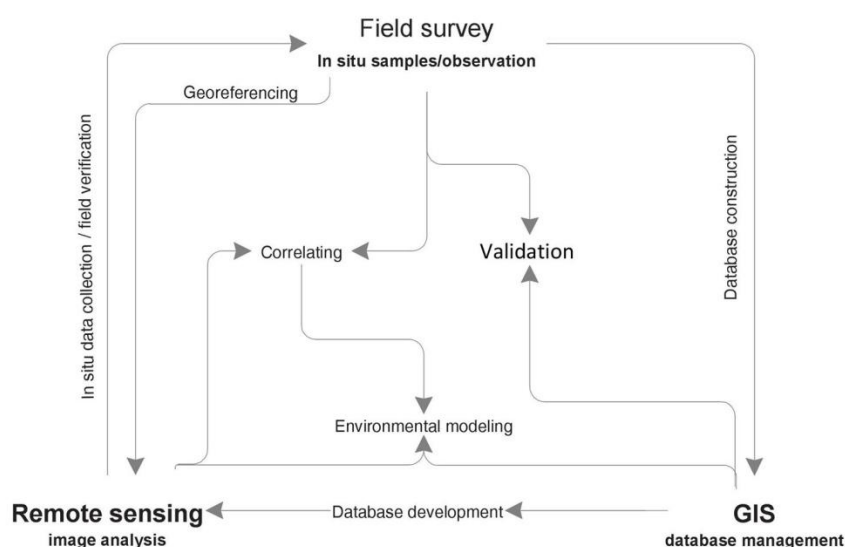 Field survey
In situ samples/observation
Georeferencing
In situ data collection / field verification
Database construction
Correlating
Validation
Environmental modeling
Remote sensing
image analysis
Database development
GIS
database management